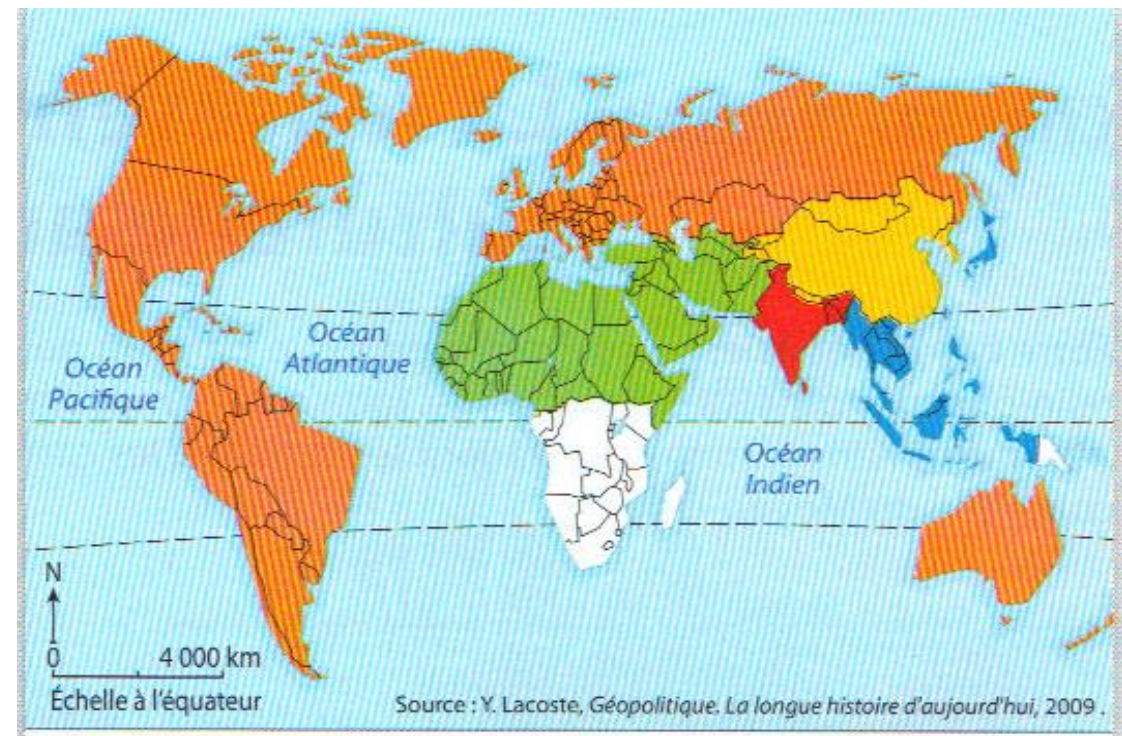 Océan
Atlantique
Océan
Pacifique
Océan
Indien
N
0
4 000 km
Échelle à l'équateur
Source : Y. Lacoste, Géopolitique. La longue histoire d'aujourd'hui, 2009 .